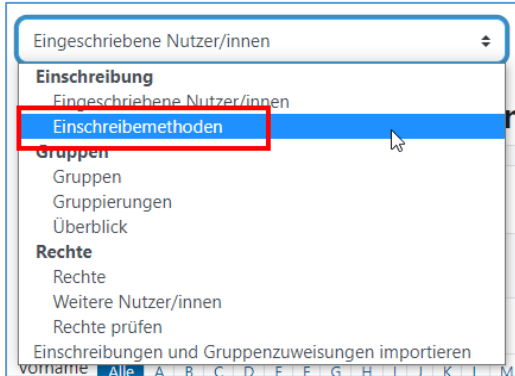 Eingeschriebene Nutzer/innen
Einschreibung
Eingeschriebene Nutzer/innen
Einschreibemethoden
Gruppen
Gruppen
Gruppierungen
Überblick
Rechte
Rechte
Weitere Nutzer/innen
Rechte prüfen
Einschreibungen und Gruppenzuweisungen importieren
Vorname Alle A B C D E F G H I J K L M